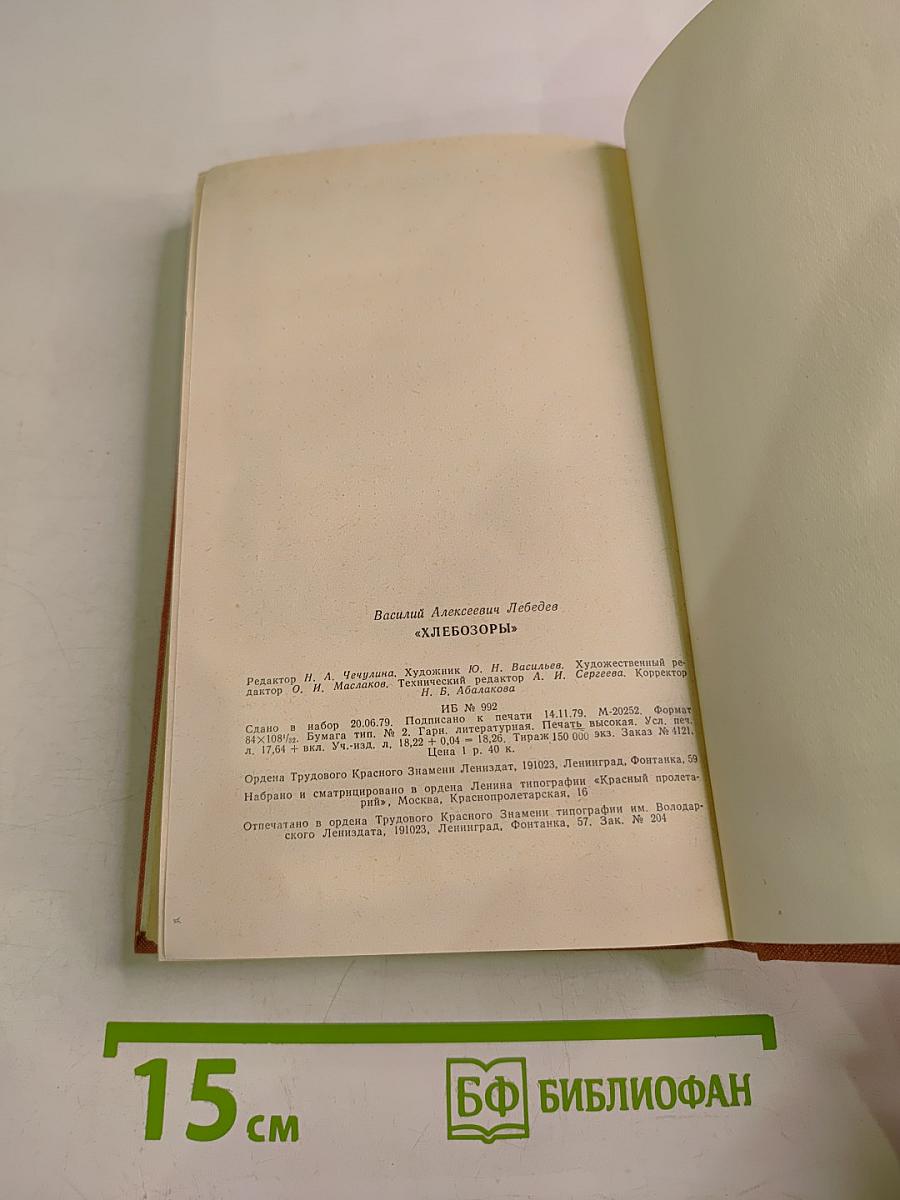 Василий Алексеевич Лебедев
«ХЛЕБОЗОРЫ»
Редактор Н. А. Чечулина. Художник Ю. Н. Васильев. Художественный ре-
дактор О. И. Маслаков. Технический редактор А. И. Сергеева. Корректор
Н. Б. Абалакова
ИБ № 992
Сдано в набор 20.06.79. Подписано к печати 14.11.79. М-20252. Формат
84×108¹/₃₂. Бумага тип. № 2. Гарн. литературная. Печать высокая. Усл. печ.
л. 17,64 + вкл. Уч.-изд. л. 18,22 + 0,04 = 18,26. Тираж 150 000 экз. Заказ № 4121.
Цена 1 р. 40 к.
Ордена Трудового Красного Знамени Лениздат, 191023, Ленинград, Фонтанка, 59
Набрано и сматрицировано в ордена Ленина типографии «Красный пролета-
рий», Москва, Краснопролетарская, 16
Отпечатано в ордена Трудового Красного Знамени типографии им. Володар-
ского Лениздата, 191023, Ленинград, Фонтанка, 57. Зак. № 204
15 см
БФ БИБЛИОФАН